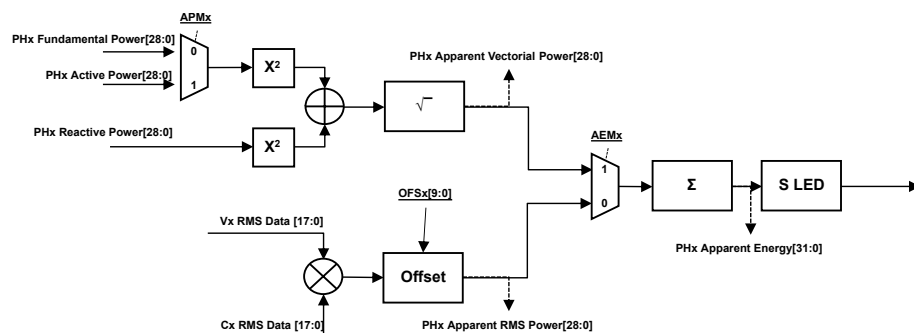 APMx
PHx Fundamental Power[28:0]
0
X²
PHx Apparent Vectorial Power[28:0]
PHx Active Power[28:0]
1
√
PHx Reactive Power[28:0]
X²
AEMx
1
0
Σ
S LED
OFSx[9:0]
Vx RMS Data [17:0]
PHx Apparent Energy[31:0]
Offset
Cx RMS Data [17:0]
PHx Apparent RMS Power[28:0]